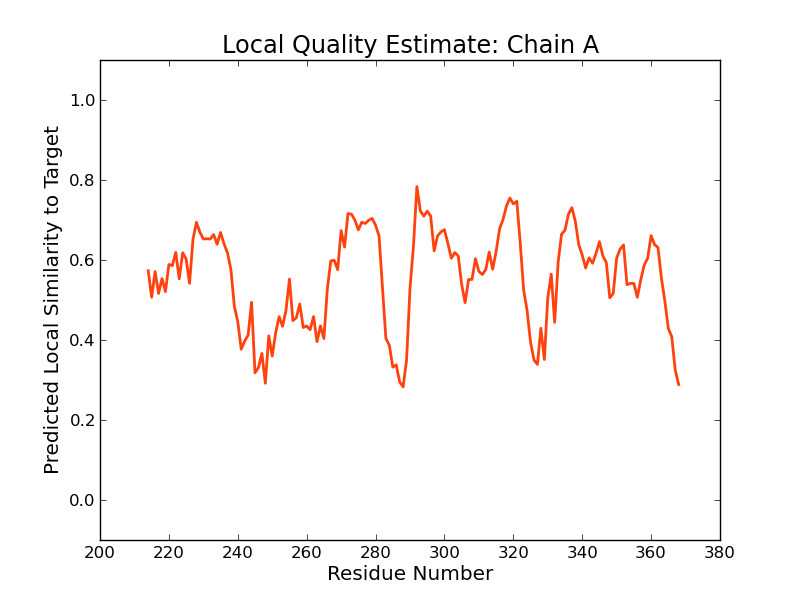 Local Quality Estimate: Chain A
Predicted Local Similarity to Target
1.0
0.8
0.6
0.4
0.2
0.0
200 220 240 260 280 300 320 340 360 380
Residue Number